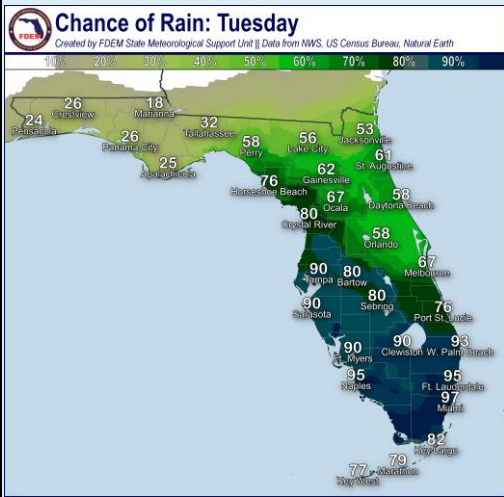 FDEM
Chance of Rain: Tuesday
Created by FDEM State Meteorological Support Unit || Data from NWS, US Census Bureau, Natural Earth
10% 20% 30% 40% 50% 60% 70% 80% 90%
26
Crestview
18
Marianna
24
Pensacola
26
Panama City
32
Tallahassee
25
Apalachicola
58
Perry
56
Lake City
53
Jacksonville
61
St. Augustine
62
Gainesville
76
Horseshoe Beach
67
Ocala
58
Daytona Beach
80
Crystal River
58
Orlando
67
Melbourne
90
Tampa
80
Bartow
80
Sebring
90
Sarasota
76
Port St. Lucie
90
Ft. Myers
90
Clewiston
93
W. Palm Beach
95
Naples
95
Ft. Lauderdale
97
Miami
82
Key Largo
79
Marathon
77
Key West